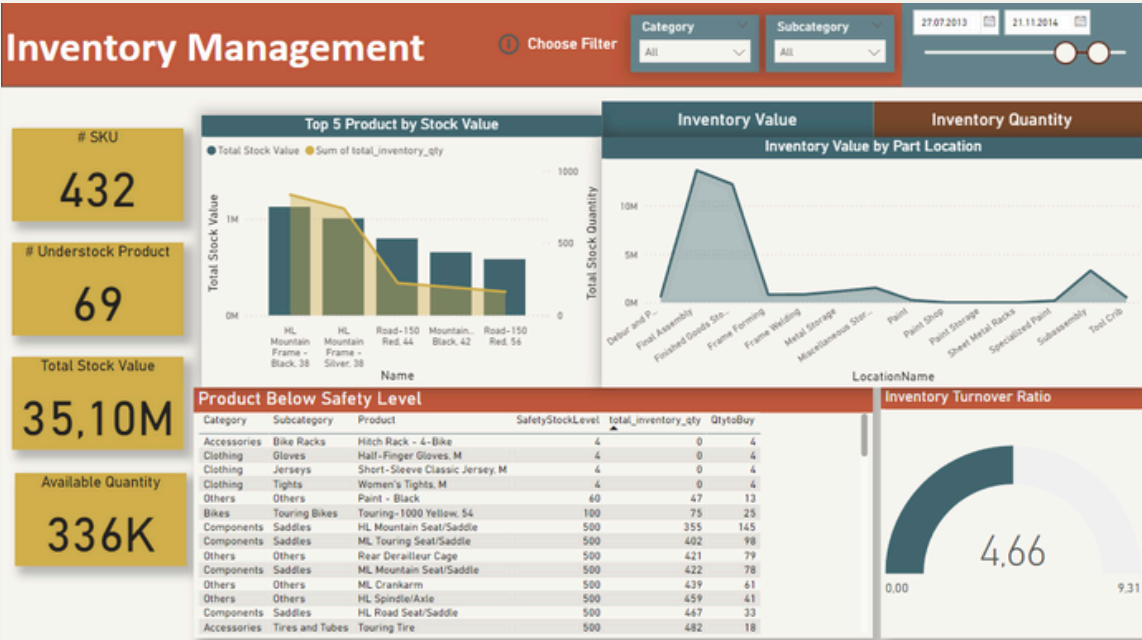 Inventory Management
Choose Filter
Category
All
Subcategory
All
27.07.2013
21.11.2014
# SKU
432
# Understock Product
69
Total Stock Value
35,10M
Available Quantity
336K
Top 5 Product by Stock Value
Total Stock Value Sum of total_inventory_qty
Total Stock Value
1M
0M
1000
500
0
Total Stock Quantity
HL Mountain Frame - Black, 38
HL Mountain Frame - Silver, 38
Road-150 Red, 44
Mountain... Black, 42
Road-150 Red, 56
Name
Inventory Value
Inventory Quantity
Inventory Value by Part Location
10M
5M
0M
Debur and P...
Final Assembly
Finished Goods Sto...
Frame Forming
Frame Welding
Metal Storage
Miscellaneous Stor...
Paint
Paint Shop
Paint Storage
Sheet Metal Racks
Specialized Paint
Subassembly
Tool Crib
LocationName
Product Below Safety Level
Category Subcategory Product SafetyStockLevel total_inventory_qty QtytoBuy
Accessories Bike Racks Hitch Rack - 4-Bike 4 0 4
Clothing Gloves Half-Finger Gloves, M 4 0 4
Clothing Jerseys Short-Sleeve Classic Jersey, M 4 0 4
Clothing Tights Women's Tights, M 4 0 4
Others Others Paint - Black 60 47 13
Bikes Touring Bikes Touring-1000 Yellow, 54 100 75 25
Components Saddles HL Mountain Seat/Saddle 500 355 145
Components Saddles ML Touring Seat/Saddle 500 402 98
Others Others Rear Derailleur Cage 500 421 79
Components Saddles ML Mountain Seat/Saddle 500 422 78
Others Others ML Crankarm 500 439 61
Others Others HL Spindle/Axle 500 459 41
Components Saddles HL Road Seat/Saddle 500 467 33
Accessories Tires and Tubes Touring Tire 500 482 18
Inventory Turnover Ratio
4,66
0,00
9,31